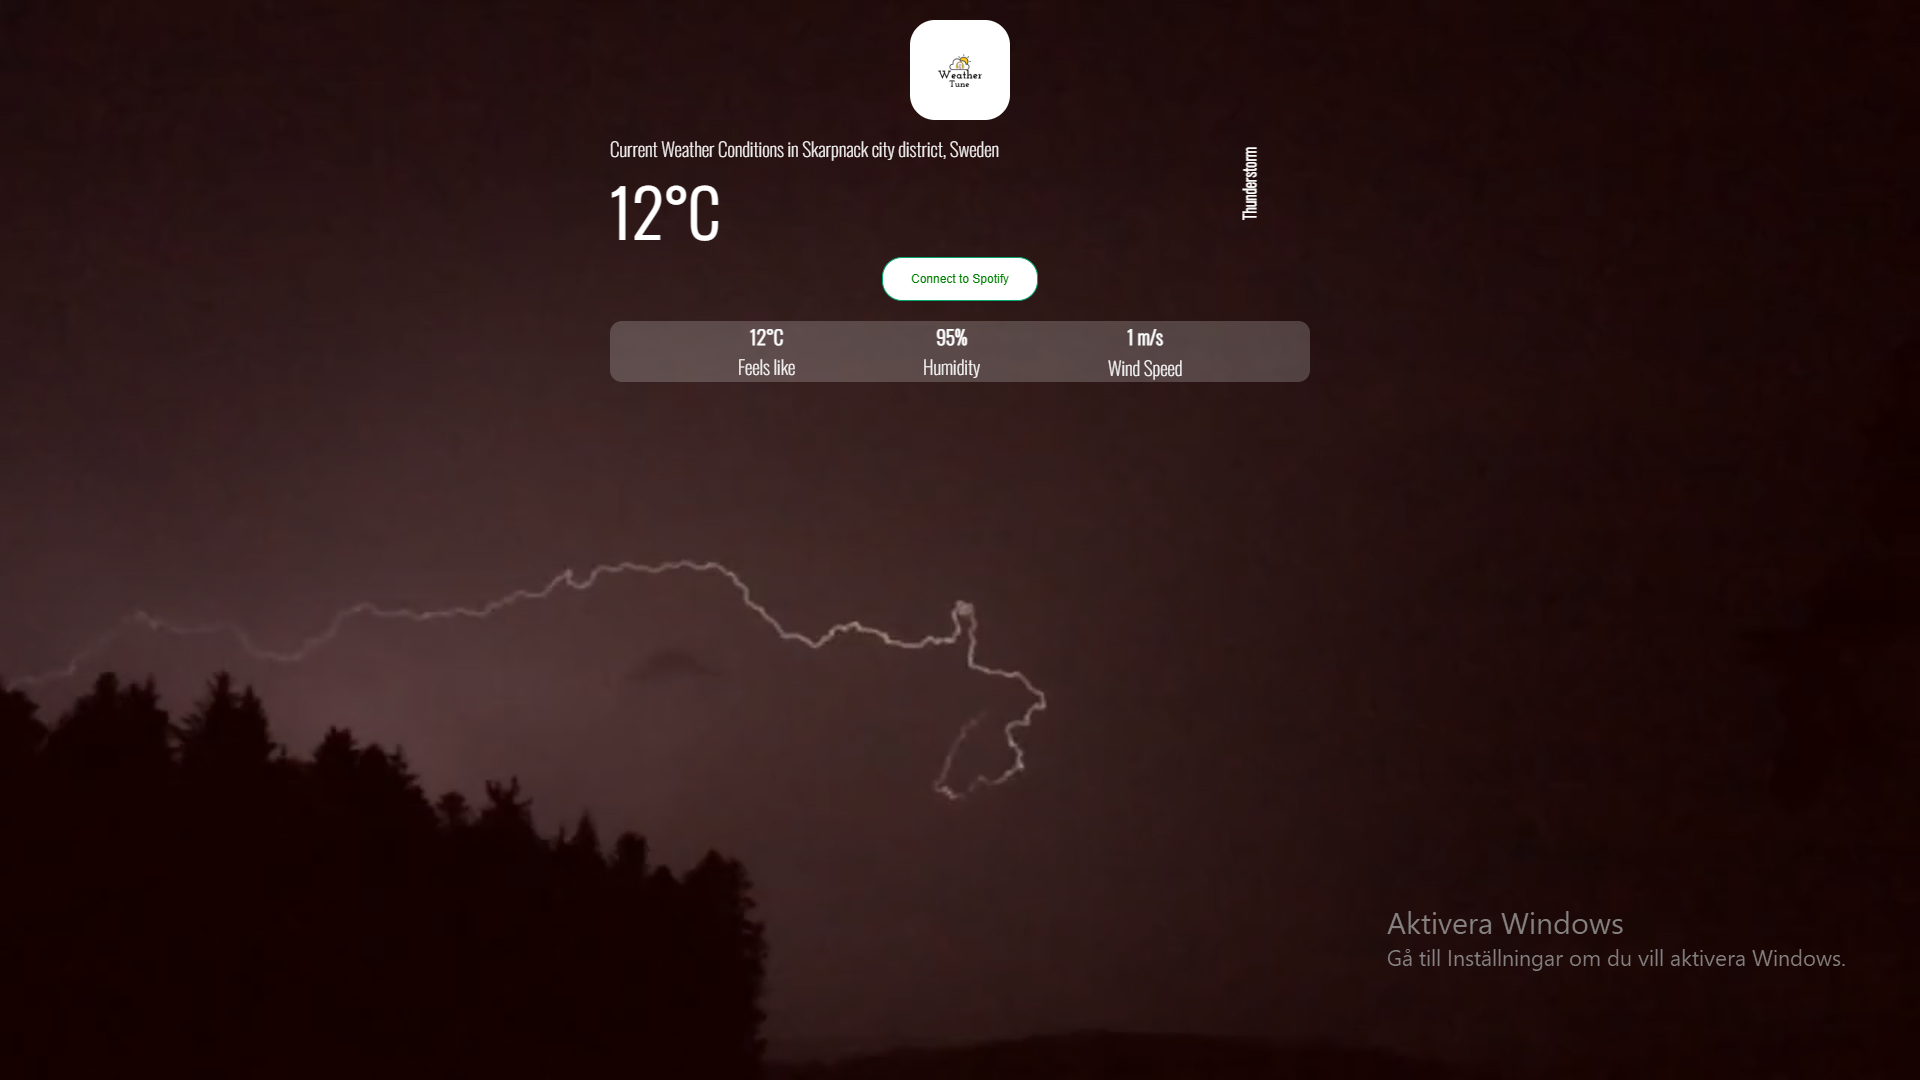 Weather
Tune
Current Weather Conditions in Skarpnack city district, Sweden
12°C
Thunderstorm
Connect to Spotify
12°C
Feels like
95%
Humidity
1 m/s
Wind Speed
Aktivera Windows
Gå till Inställningar om du vill aktivera Windows.